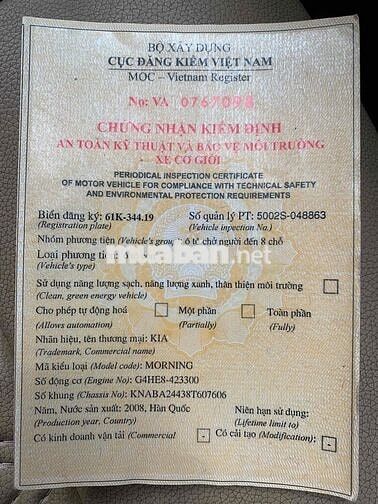 BỘ XÂY DỰNG
CỤC ĐĂNG KIỂM VIỆT NAM
MOC – Vietnam Register
No: VA 0767098
CHỨNG NHẬN KIỂM ĐỊNH
AN TOÀN KỸ THUẬT VÀ BẢO VỆ MÔI TRƯỜNG
XE CƠ GIỚI
PERIODICAL INSPECTION CERTIFICATE
OF MOTOR VEHICLE FOR COMPLIANCE WITH TECHNICAL SAFETY
AND ENVIRONMENTAL PROTECTION REQUIREMENTS
Biển đăng ký: 61K-344.19 Số quản lý PT: 5002S-048863
(Registration plate) (Vehicle inpection No.)
Nhóm phương tiện (Vehicle's group): ô tô chở người đến 8 chỗ
Loại phương tiện:
(Vehicle's type)
nhaban.net
Sử dụng năng lượng sạch, năng lượng xanh, thân thiện môi trường
(Clean, green energy vehicle)
Cho phép tự động hoá Một phần Toàn phần
(Allows automation) (Partially) (Fully)
Nhãn hiệu, tên thương mại: KIA
(Trademark, Commercial name)
Mã kiểu loại (Model code): MORNING
Số động cơ (Engine No): G4HE8-423300
Số khung (Chassis No): KNABA24438T607606
Năm, Nước sản xuất: 2008, Hàn Quốc Niên hạn sử dụng:
(Production year, Country) (Lifetime limit to)
Có kinh doanh vận tải (Commercial - Có cải tạo (Modification): -